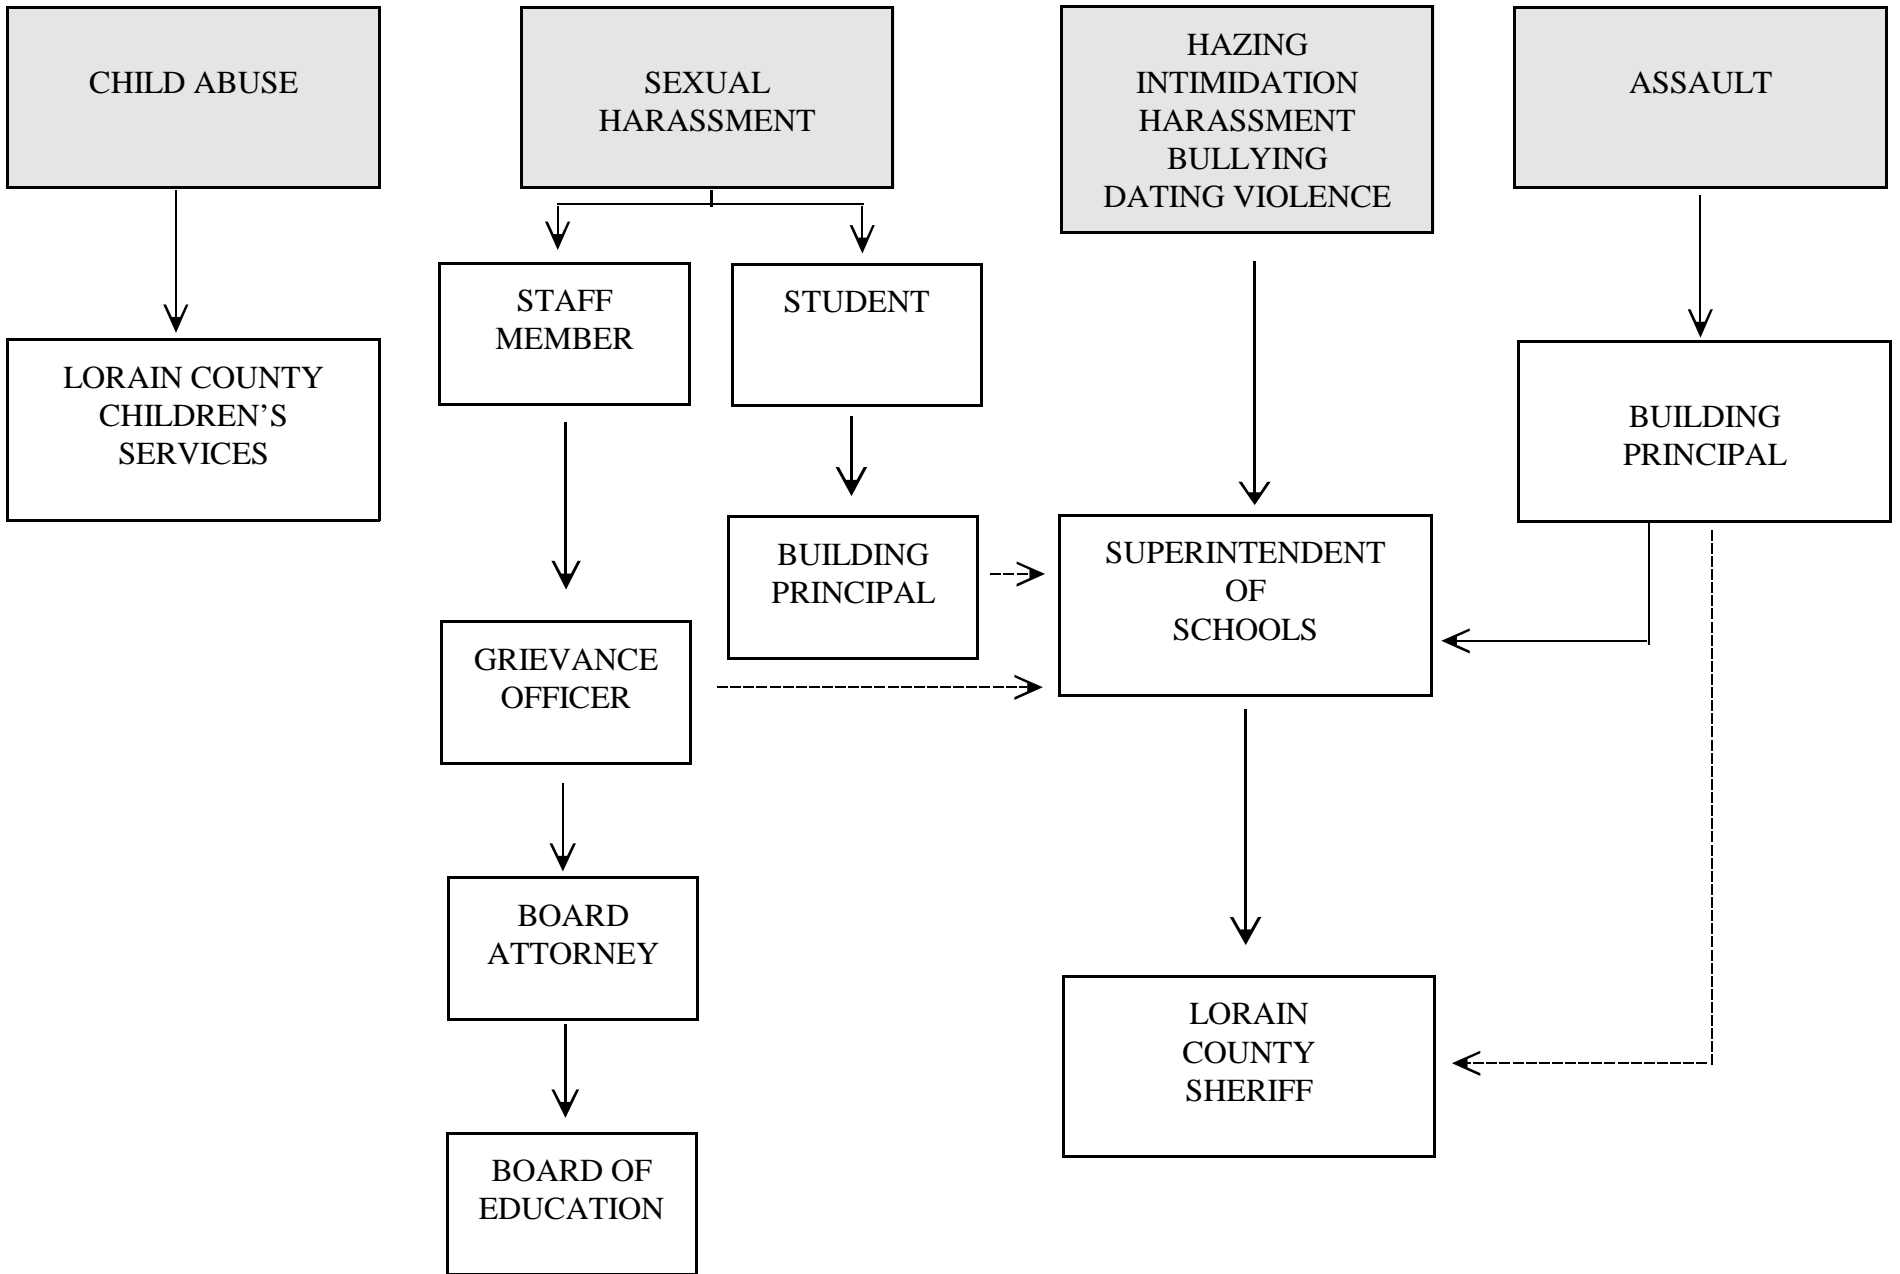 CHILD ABUSE
SEXUAL
HARASSMENT
HAZING
INTIMIDATION
HARASSMENT
BULLYING
DATING VIOLENCE
ASSAULT
STAFF
MEMBER
STUDENT
LORAIN COUNTY
CHILDREN’S
SERVICES
BUILDING
PRINCIPAL
BUILDING
PRINCIPAL
SUPERINTENDENT
OF
SCHOOLS
GRIEVANCE
OFFICER
BOARD
ATTORNEY
LORAIN
COUNTY
SHERIFF
BOARD OF
EDUCATION